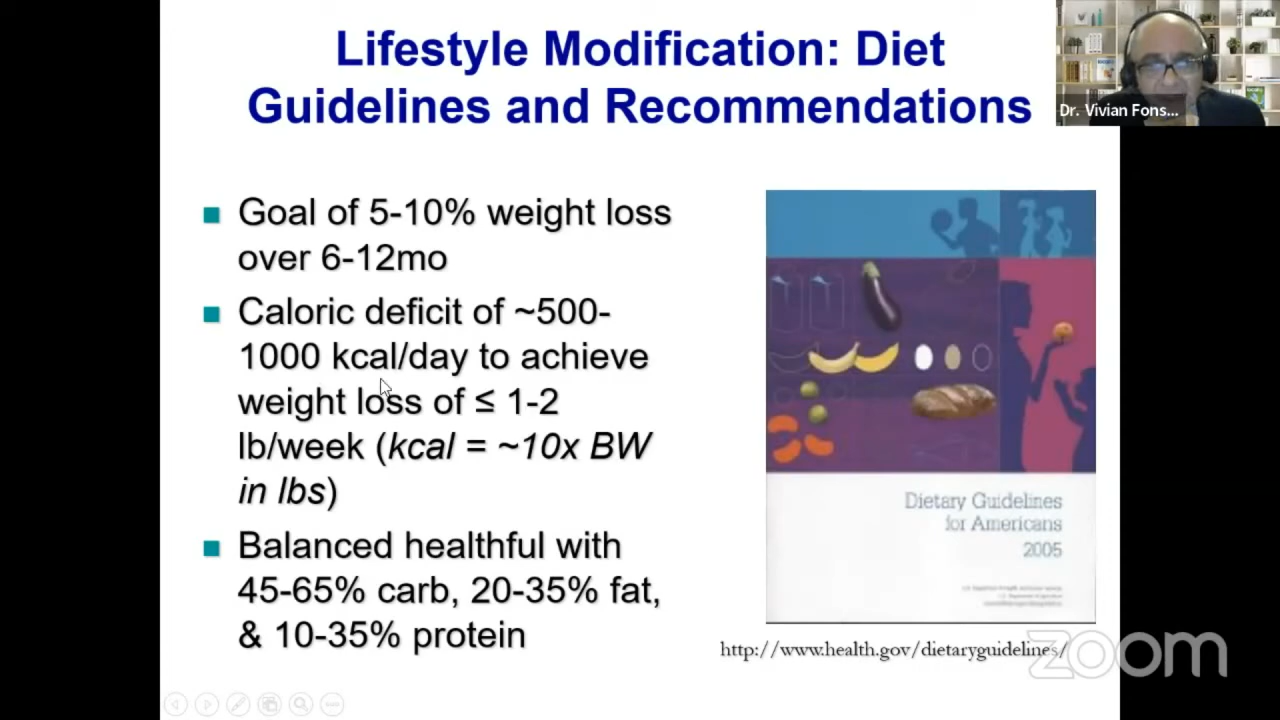 Lifestyle Modification: Diet
Guidelines and Recommendations
Dr. Vivian Fons...
Goal of 5-10% weight loss
over 6-12mo
Caloric deficit of ~500-
1000 kcal/day to achieve
weight loss of ≤ 1-2
lb/week (kcal = ~10x BW
in lbs)
Balanced healthful with
45-65% carb, 20-35% fat,
& 10-35% protein
Dietary Guidelines
for Americans
2005
http://www.health.gov/dietaryguidelines/
zoom